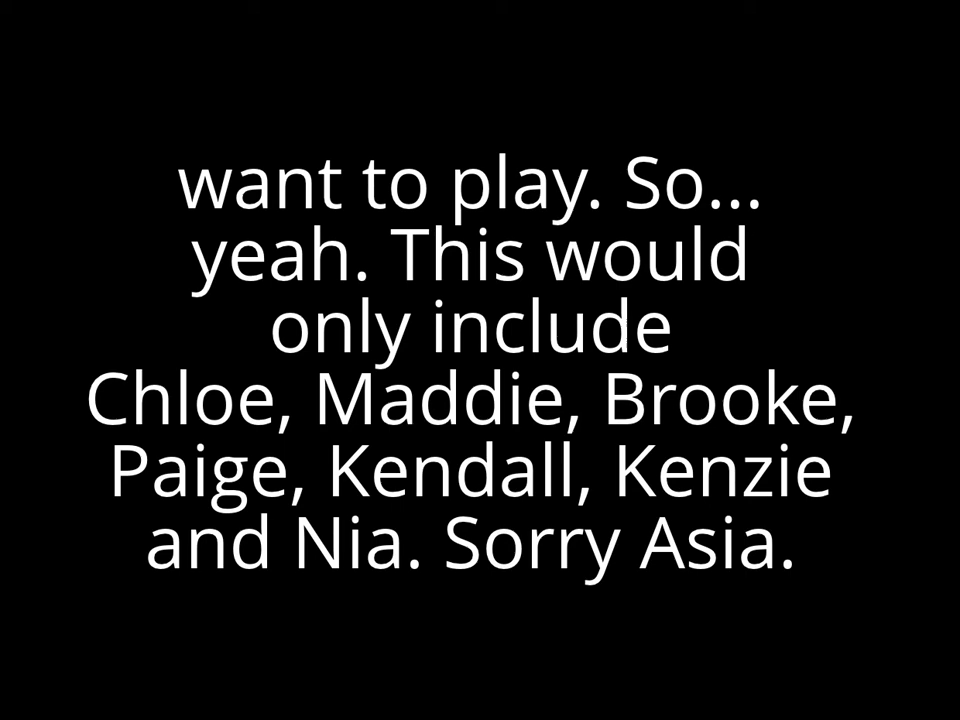 want to play. So...
yeah. This would
only include
Chloe, Maddie, Brooke,
Paige, Kendall, Kenzie
and Nia. Sorry Asia.